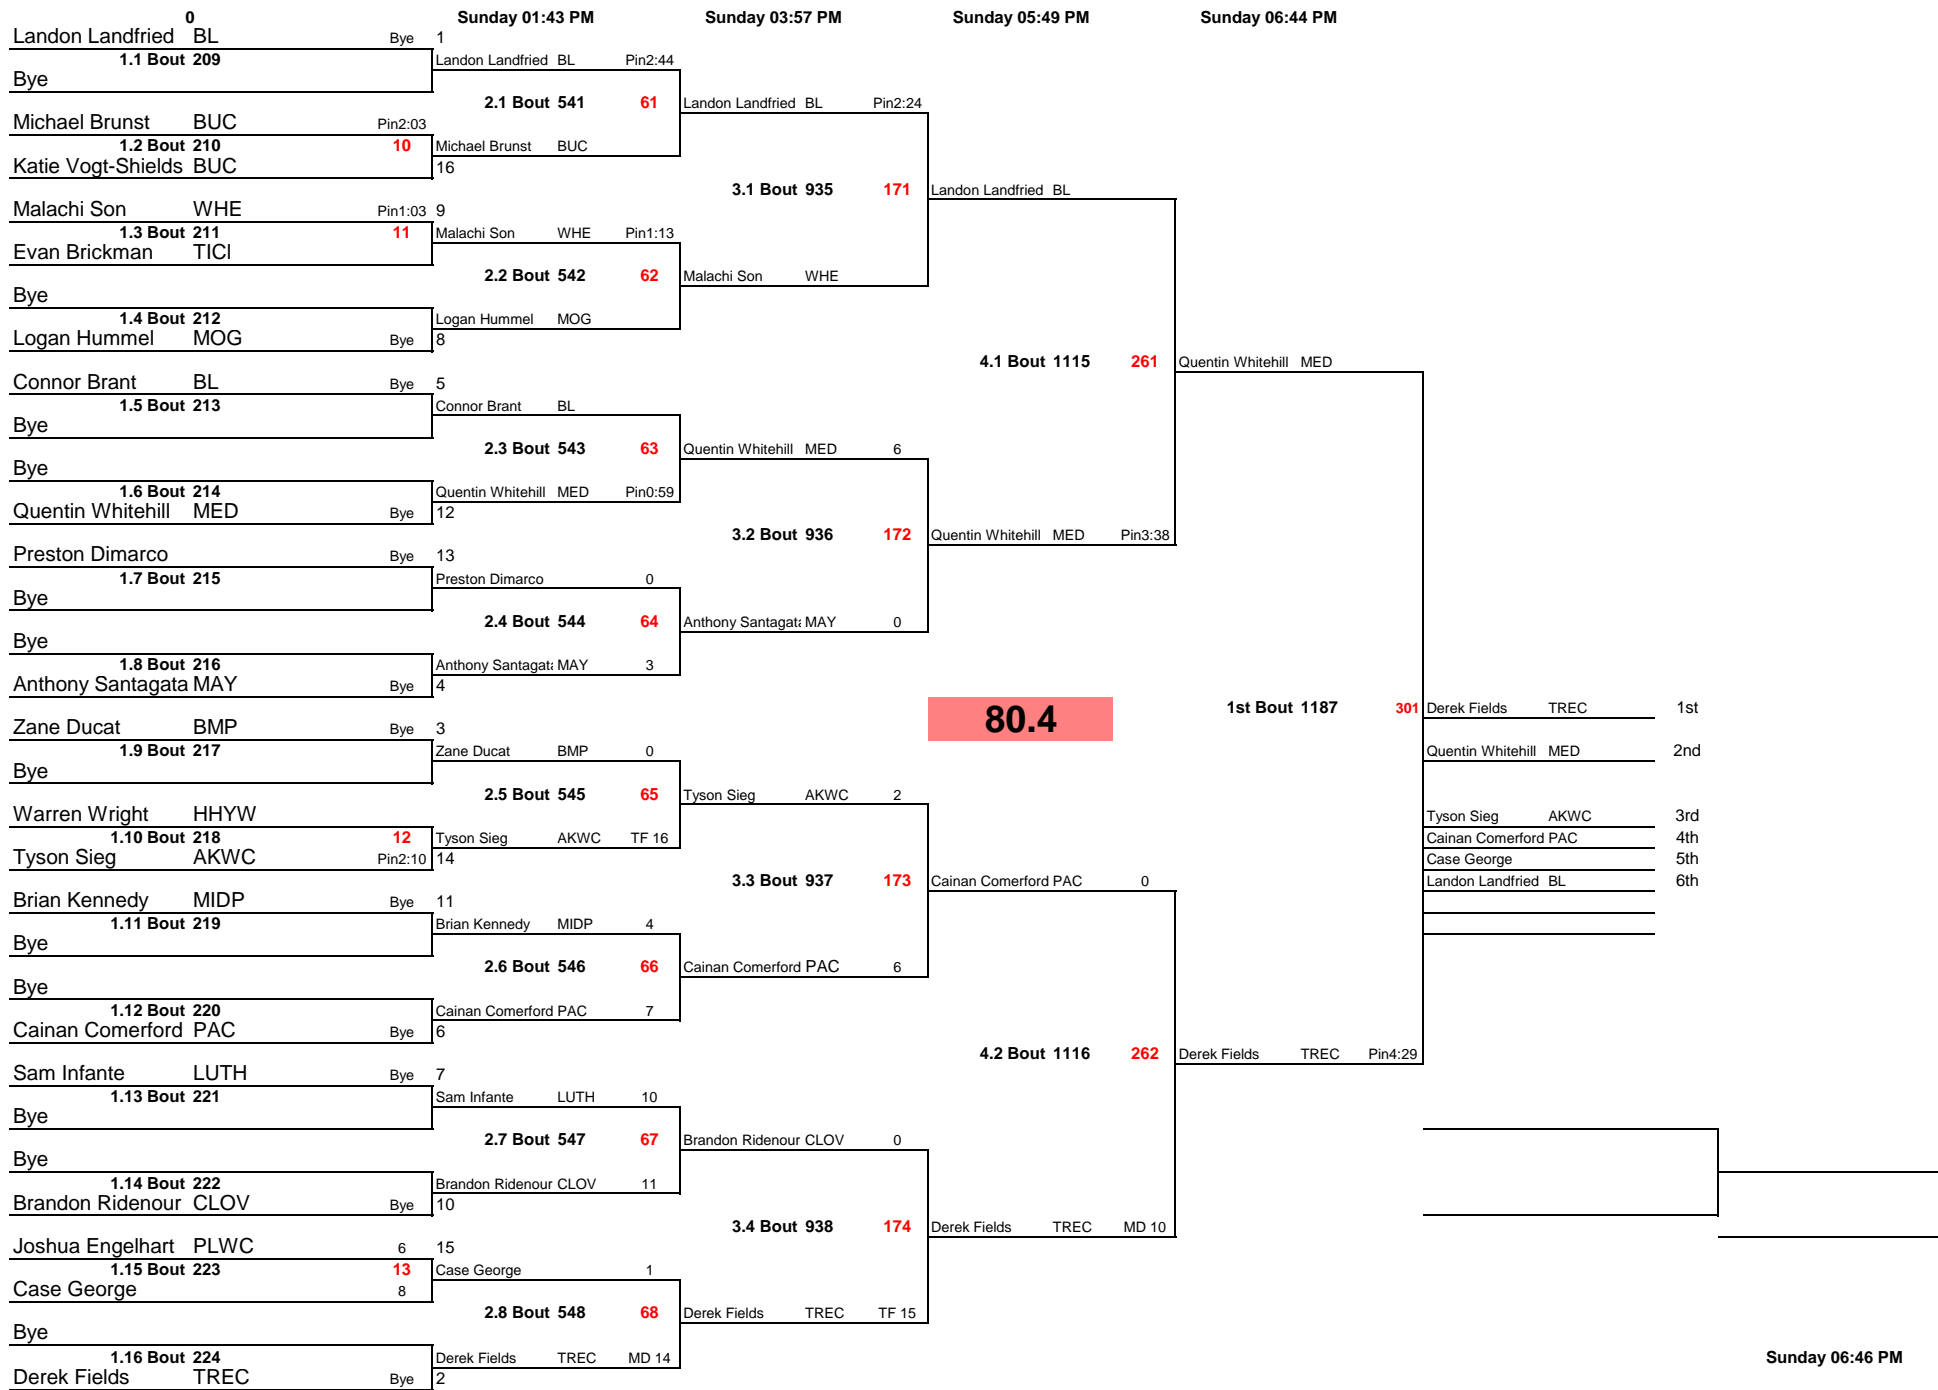 0 Sunday 01:43 PM Sunday 03:57 PM Sunday 05:49 PM Sunday 06:44 PM
Landon Landfried BL Bye 1
1.1 Bout 209
Landon Landfried BL Pin2:44
Bye
2.1 Bout 541 61
Landon Landfried BL Pin2:24
Michael Brunst BUC Pin2:03
1.2 Bout 210 10
Michael Brunst BUC
Katie Vogt-Shields BUC 16
3.1 Bout 935 171
Landon Landfried BL
Malachi Son WHE Pin1:03 9
1.3 Bout 211 11
Malachi Son WHE Pin1:13
Evan Brickman TICI
2.2 Bout 542 62
Malachi Son WHE
Bye
1.4 Bout 212
Logan Hummel MOG
Logan Hummel MOG Bye 8
4.1 Bout 1115 261
Quentin Whitehill MED
Connor Brant BL Bye 5
1.5 Bout 213
Connor Brant BL
Bye
2.3 Bout 543 63
Quentin Whitehill MED 6
Bye
1.6 Bout 214
Quentin Whitehill MED Pin0:59
Quentin Whitehill MED Bye 12
3.2 Bout 936 172
Quentin Whitehill MED Pin3:38
Preston Dimarco Bye 13
1.7 Bout 215
Preston Dimarco 0
Bye
2.4 Bout 544 64
Anthony Santagat MAY 0
Bye
1.8 Bout 216
Anthony Santagat MAY 3
Anthony Santagata MAY Bye 4
80.4
1st Bout 1187 301
Derek Fields TREC 1st
Zane Ducat BMP Bye 3
1.9 Bout 217
Zane Ducat BMP 0
Quentin Whitehill MED 2nd
Bye
2.5 Bout 545 65
Tyson Sieg AKWC 2
Warren Wright HHYW
Tyson Sieg AKWC 3rd
1.10 Bout 218 12
Tyson Sieg AKWC TF 16
Cainan Comerford PAC 4th
Tyson Sieg AKWC Pin2:10 14
Case George 5th
3.3 Bout 937 173
Cainan Comerford PAC 0
Landon Landfried BL 6th
Brian Kennedy MIDP Bye 11
1.11 Bout 219
Brian Kennedy MIDP 4
Bye
2.6 Bout 546 66
Cainan Comerford PAC 6
Bye
1.12 Bout 220
Cainan Comerford PAC 7
Cainan Comerford PAC Bye 6
4.2 Bout 1116 262
Derek Fields TREC Pin4:29
Sam Infante LUTH Bye 7
1.13 Bout 221
Sam Infante LUTH 10
Bye
2.7 Bout 547 67
Brandon Ridenour CLOV 0
Bye
1.14 Bout 222
Brandon Ridenour CLOV 11
Brandon Ridenour CLOV Bye 10
3.4 Bout 938 174
Derek Fields TREC MD 10
Joshua Engelhart PLWC 6 15
1.15 Bout 223 13
Case George 1
Case George 8
2.8 Bout 548 68
Derek Fields TREC TF 15
Bye
1.16 Bout 224
Derek Fields TREC MD 14
Sunday 06:46 PM
Derek Fields TREC Bye 2